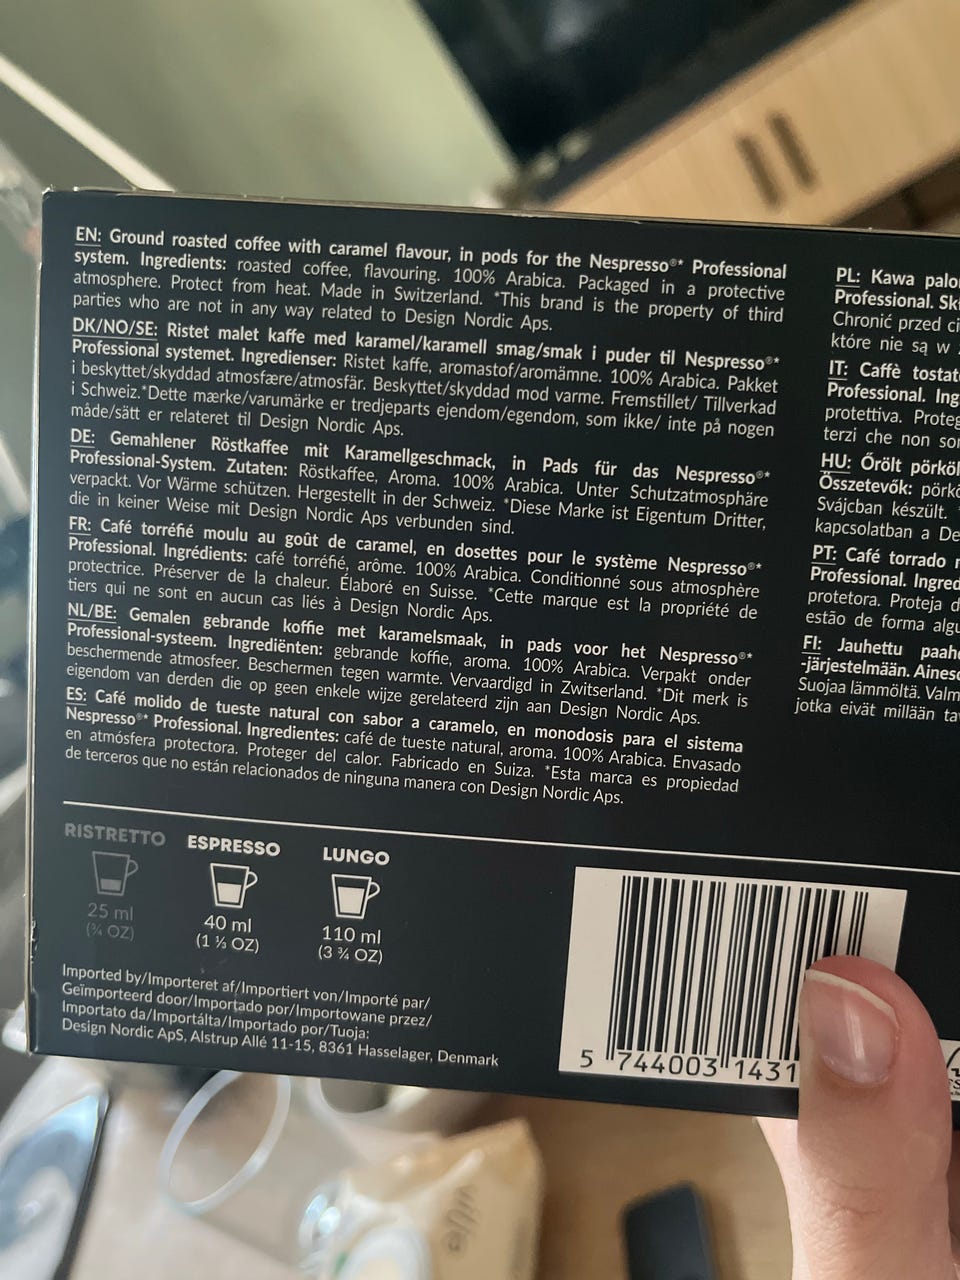 EN: Ground roasted coffee with caramel flavour, in pods for the Nespresso®* Professional
system. Ingredients: roasted coffee, flavouring. 100% Arabica. Packaged in a protective
atmosphere. Protect from heat. Made in Switzerland. *This brand is the property of third
parties who are not in any way related to Design Nordic Aps.
DK/NO/SE: Ristet malet kaffe med karamel/karamell smag/smak i puder til Nespresso®*
Professional systemet. Ingredienser: Ristet kaffe, aromastof/aromämne. 100% Arabica. Pakket
i beskyttet/skyddad atmosfære/atmosfär. Beskyttet/skyddad mod varme. Fremstillet/ Tillverkad
i Schweiz.*Dette mærke/varumärke er tredjeparts ejendom/egendom, som ikke/ inte på nogen
måde/sätt er relateret til Design Nordic Aps.
DE: Gemahlener Röstkaffee mit Karamellgeschmack, in Pads für das Nespresso®*
Professional-System. Zutaten: Röstkaffee, Aroma. 100% Arabica. Unter Schutzatmosphäre
verpackt. Vor Wärme schützen. Hergestellt in der Schweiz. *Diese Marke ist Eigentum Dritter,
die in keiner Weise mit Design Nordic Aps verbunden sind.
FR: Café torréfié moulu au goût de caramel, en dosettes pour le système Nespresso®*
Professional. Ingrédients: café torréfié, arôme. 100% Arabica. Conditionné sous atmosphère
protectrice. Préserver de la chaleur. Élaboré en Suisse. *Cette marque est la propriété de
tiers qui ne sont en aucun cas liés à Design Nordic Aps.
NL/BE: Gemalen gebrande koffie met karamelsmaak, in pads voor het Nespresso®*
Professional-systeem. Ingrediënten: gebrande koffie, aroma. 100% Arabica. Verpakt onder
beschermende atmosfeer. Beschermen tegen warmte. Vervaardigd in Zwitserland. *Dit merk is
eigendom van derden die op geen enkele wijze gerelateerd zijn aan Design Nordic Aps.
ES: Café molido de tueste natural con sabor a caramelo, en monodosis para el sistema
Nespresso®* Professional. Ingredientes: café de tueste natural, aroma. 100% Arabica. Envasado
en atmósfera protectora. Proteger del calor. Fabricado en Suiza. *Esta marca es propiedad
de terceros que no están relacionados de ninguna manera con Design Nordic Aps.
PL: Kawa
Professional.
Chronić przed
które nie są w
IT: Caffè
Professional.
protettiva.
terzi che non
HU: Őrölt
Összetevők:
Svájcban készült.
kapcsolatban a
PT: Café torrado
Professional.
protetora. Proteja
estão de forma
FI: Jauhettu
-järjestelmään.
Suojaa lämmöltä.
jotka eivät millään
RISTRETTO
25 ml
(¾ OZ)
ESPRESSO
40 ml
(1 ⅓ OZ)
LUNGO
110 ml
(3 ¾ OZ)
Imported by/Importeret af/Importiert von/Importé par/
Geïmporteerd door/Importado por/Importowane przez/
Importato da/Importálta/Importado por/Tuoja:
Design Nordic ApS, Alstrup Allé 11-15, 8361 Hasselager, Denmark
5 744003 1431